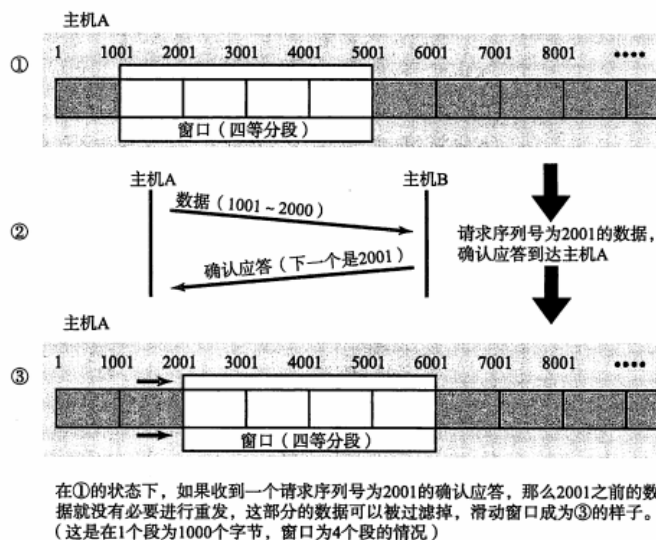 主机A
1 1001 2001 3001 4001 5001 6001 7001 8001 ••••
①
窗口（四等分段）
主机A 主机B
数据（1001～2000）
②
请求序列号为2001的数据，
确认应答到达主机A
确认应答（下一个是2001）
主机A
1 1001 2001 3001 4001 5001 6001 7001 8001 ••••
③
窗口（四等分段）
在①的状态下，如果收到一个请求序列号为2001的确认应答，那么2001之前的数
据就没有必要进行重发，这部分的数据可以被过滤掉，滑动窗口成为③的样子。
（这是在1个段为1000个字节，窗口为4个段的情况）